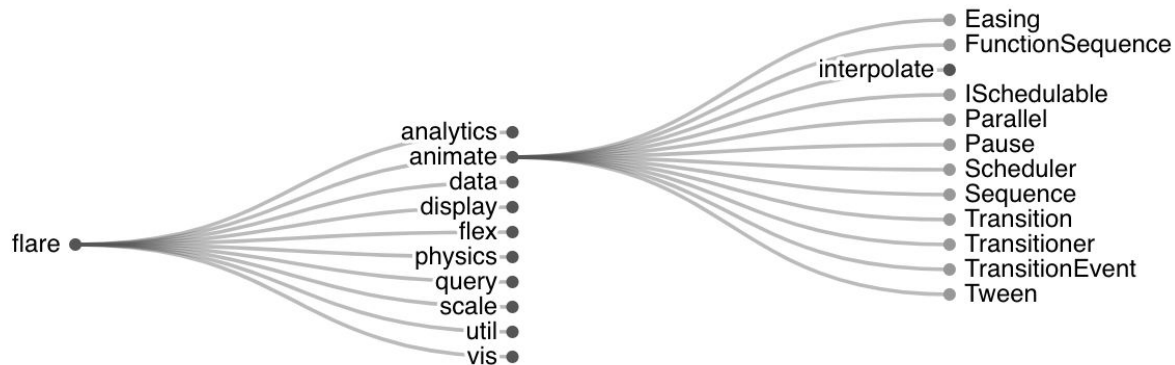 flare
analytics
animate
data
display
flex
physics
query
scale
util
vis
Easing
FunctionSequence
interpolate
ISchedulable
Parallel
Pause
Scheduler
Sequence
Transition
Transitioner
TransitionEvent
Tween